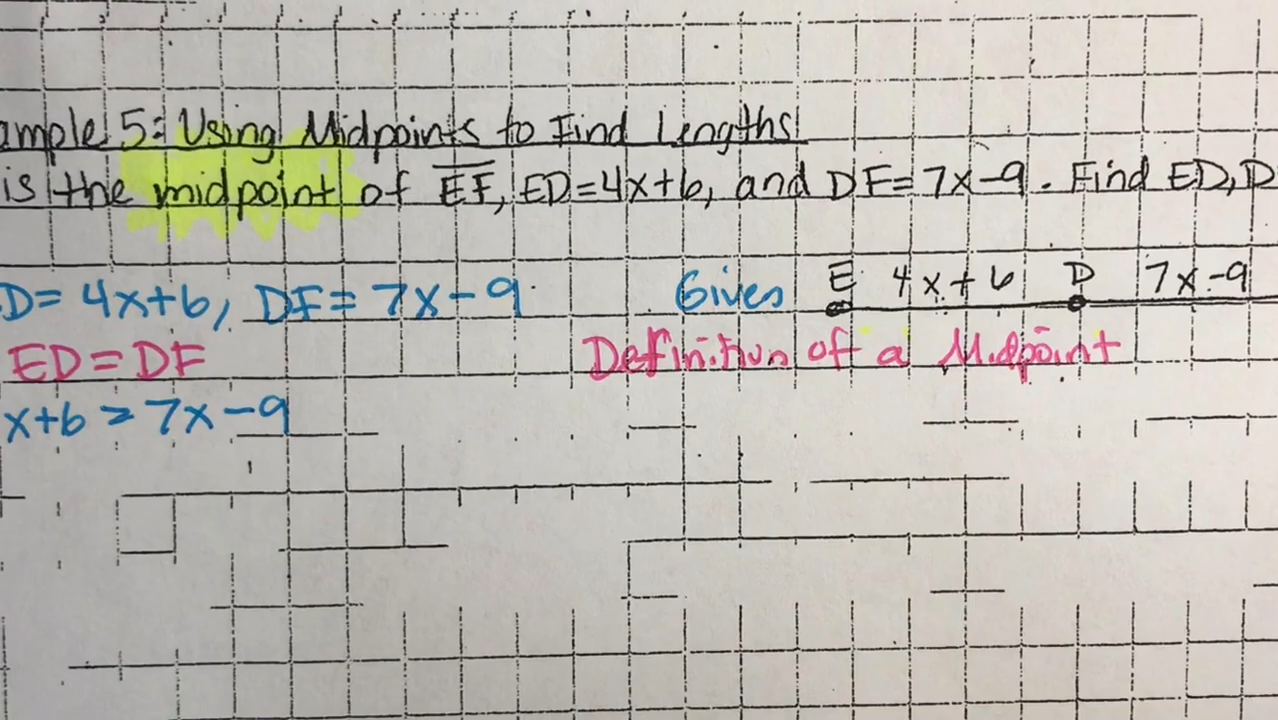 ample 5: Using Midpoints to Find Lengths
is the midpoint of EF, ED=4x+6, and DF=7x-9. Find ED, D
D=4x+6, DF=7x-9 Given E 4x+6 D 7x-9
ED=DF Definition of a Midpoint
x+6=7x-9